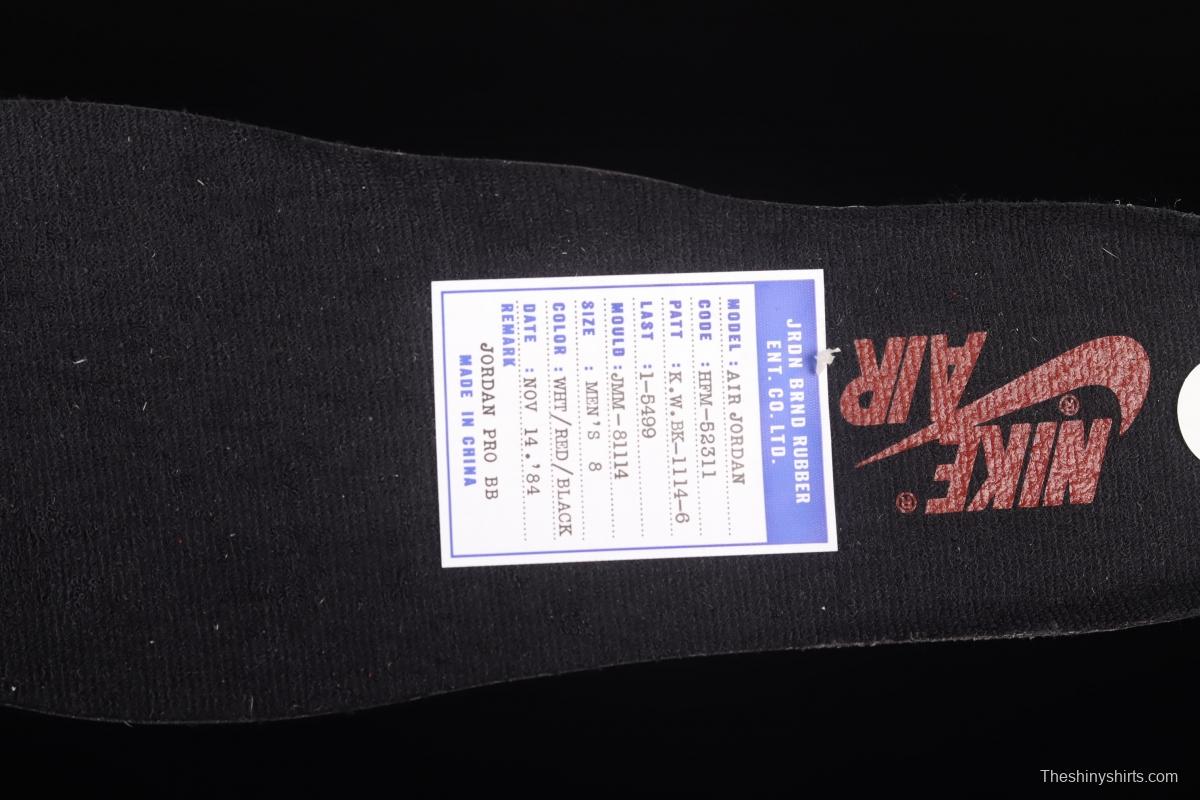 JRDN BRND RUBBER
ENT. CO. LTD.
MODEL : AIR JORDAN
CODE : HFM-52311
PATT : K.W.BK-1114-6
LAST : 1-5499
MOULD : JMM-81114
SIZE : MEN'S 8
COLOR : WHT/RED/BLACK
DATE : NOV 14.'84
REMARK
JORDAN PRO BB
MADE IN CHINA
NIKE ®
®
AIR
Theshinyshirts.com